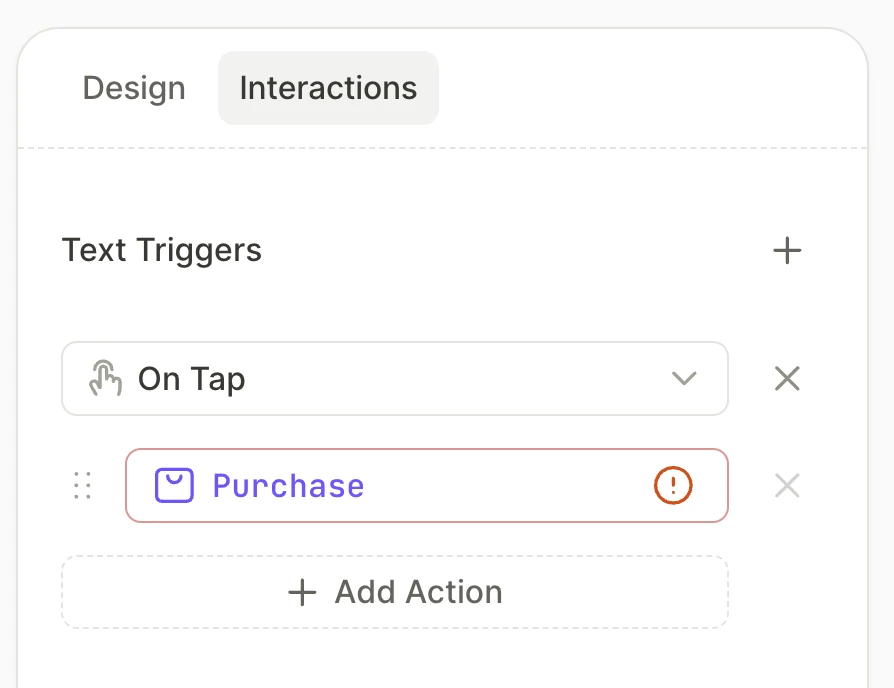 Design
Interactions
Text Triggers
On Tap
Purchase
Add Action